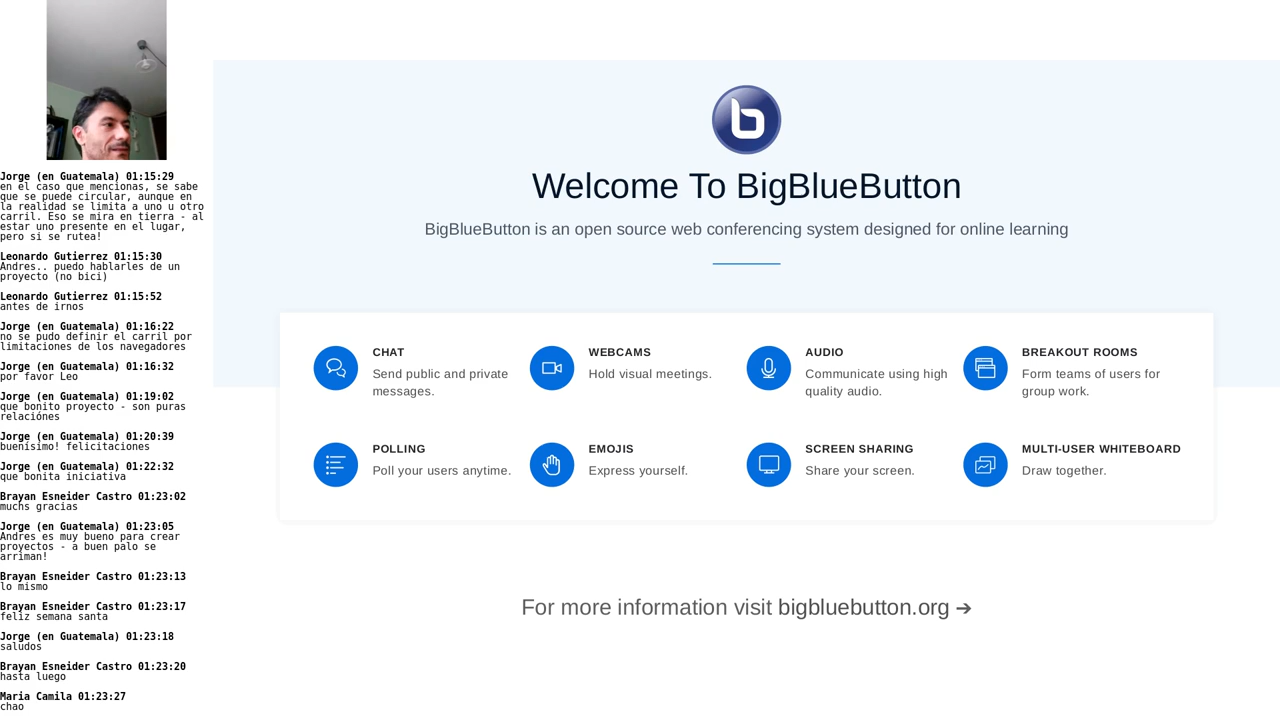 Jorge (en Guatemala) 01:15:29
en el caso que mencionas, se sabe
que se puede circular, aunque en
la realidad se limita a uno u otro
carril. Eso se mira en tierra - al
estar uno presente en el lugar,
pero si se rutea!
Leonardo Gutierrez 01:15:30
Andres.. puedo hablarles de un
proyecto (no bici)
Leonardo Gutierrez 01:15:52
antes de irnos
Jorge (en Guatemala) 01:16:22
no se pudo definir el carril por
limitaciones de los navegadores
Jorge (en Guatemala) 01:16:32
por favor Leo
Jorge (en Guatemala) 01:19:02
que bonito proyecto - son puras
relaciónes
Jorge (en Guatemala) 01:20:39
buenísimo! felicitaciones
Jorge (en Guatemala) 01:22:32
que bonita iniciativa
Brayan Esneider Castro 01:23:02
muchs gracias
Jorge (en Guatemala) 01:23:05
Andres es muy bueno para crear
proyectos - a buen palo se
arriman!
Brayan Esneider Castro 01:23:13
lo mismo
Brayan Esneider Castro 01:23:17
feliz semana santa
Jorge (en Guatemala) 01:23:18
saludos
Brayan Esneider Castro 01:23:20
hasta luego
Maria Camila 01:23:27
chao
Welcome To BigBlueButton
BigBlueButton is an open source web conferencing system designed for online learning
CHAT
Send public and private
messages.
WEBCAMS
Hold visual meetings.
AUDIO
Communicate using high
quality audio.
BREAKOUT ROOMS
Form teams of users for
group work.
POLLING
Poll your users anytime.
EMOJIS
Express yourself.
SCREEN SHARING
Share your screen.
MULTI-USER WHITEBOARD
Draw together.
For more information visit bigbluebutton.org ➔